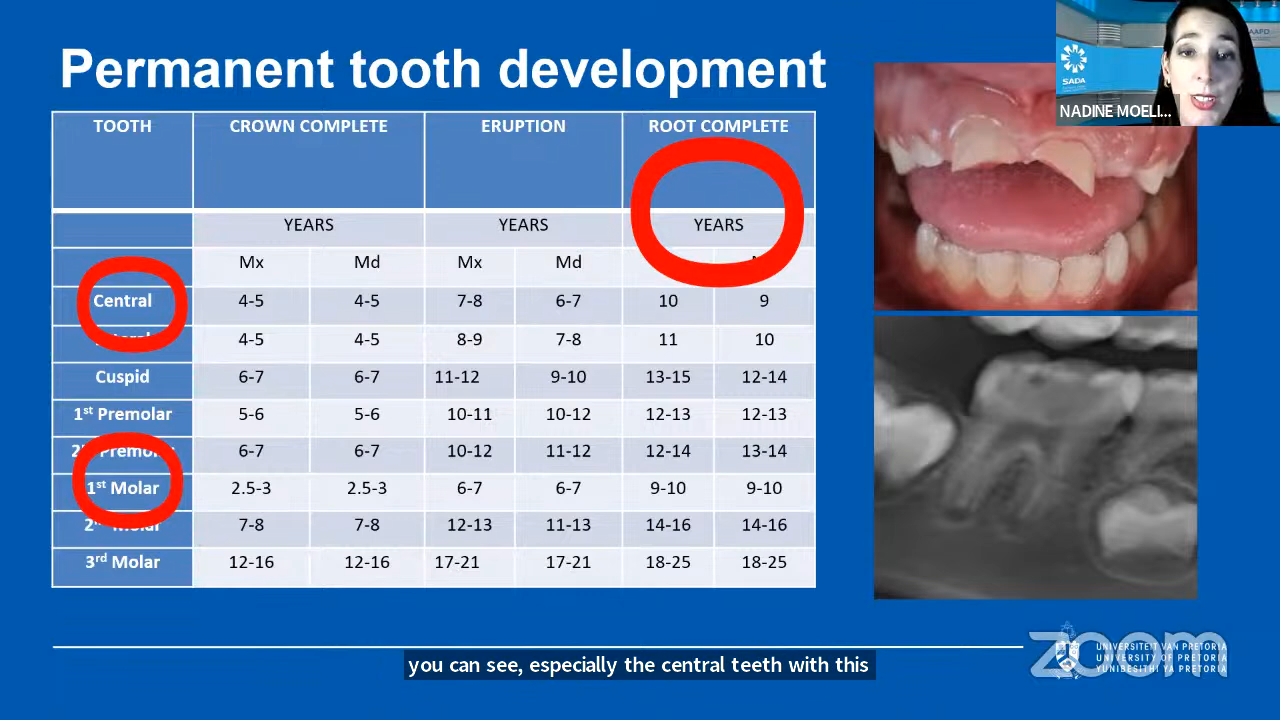 Permanent tooth development
SADA
NADINE MOELI...
TOOTH CROWN COMPLETE ERUPTION ROOT COMPLETE
YEARS YEARS YEARS
Mx Md Mx Md
Central 4-5 4-5 7-8 6-7 10 9
4-5 4-5 8-9 7-8 11 10
Cuspid 6-7 6-7 11-12 9-10 13-15 12-14
1st Premolar 5-6 5-6 10-11 10-12 12-13 12-13
2nd Premolar 6-7 6-7 10-12 11-12 12-14 13-14
1st Molar 2.5-3 2.5-3 6-7 6-7 9-10 9-10
2nd Molar 7-8 7-8 12-13 11-13 14-16 14-16
3rd Molar 12-16 12-16 17-21 17-21 18-25 18-25
zoom
UNIVERSITEIT VAN PRETORIA
UNIVERSITY OF PRETORIA
YUNIBESITHI YA PRETORIA
you can see, especially the central teeth with this